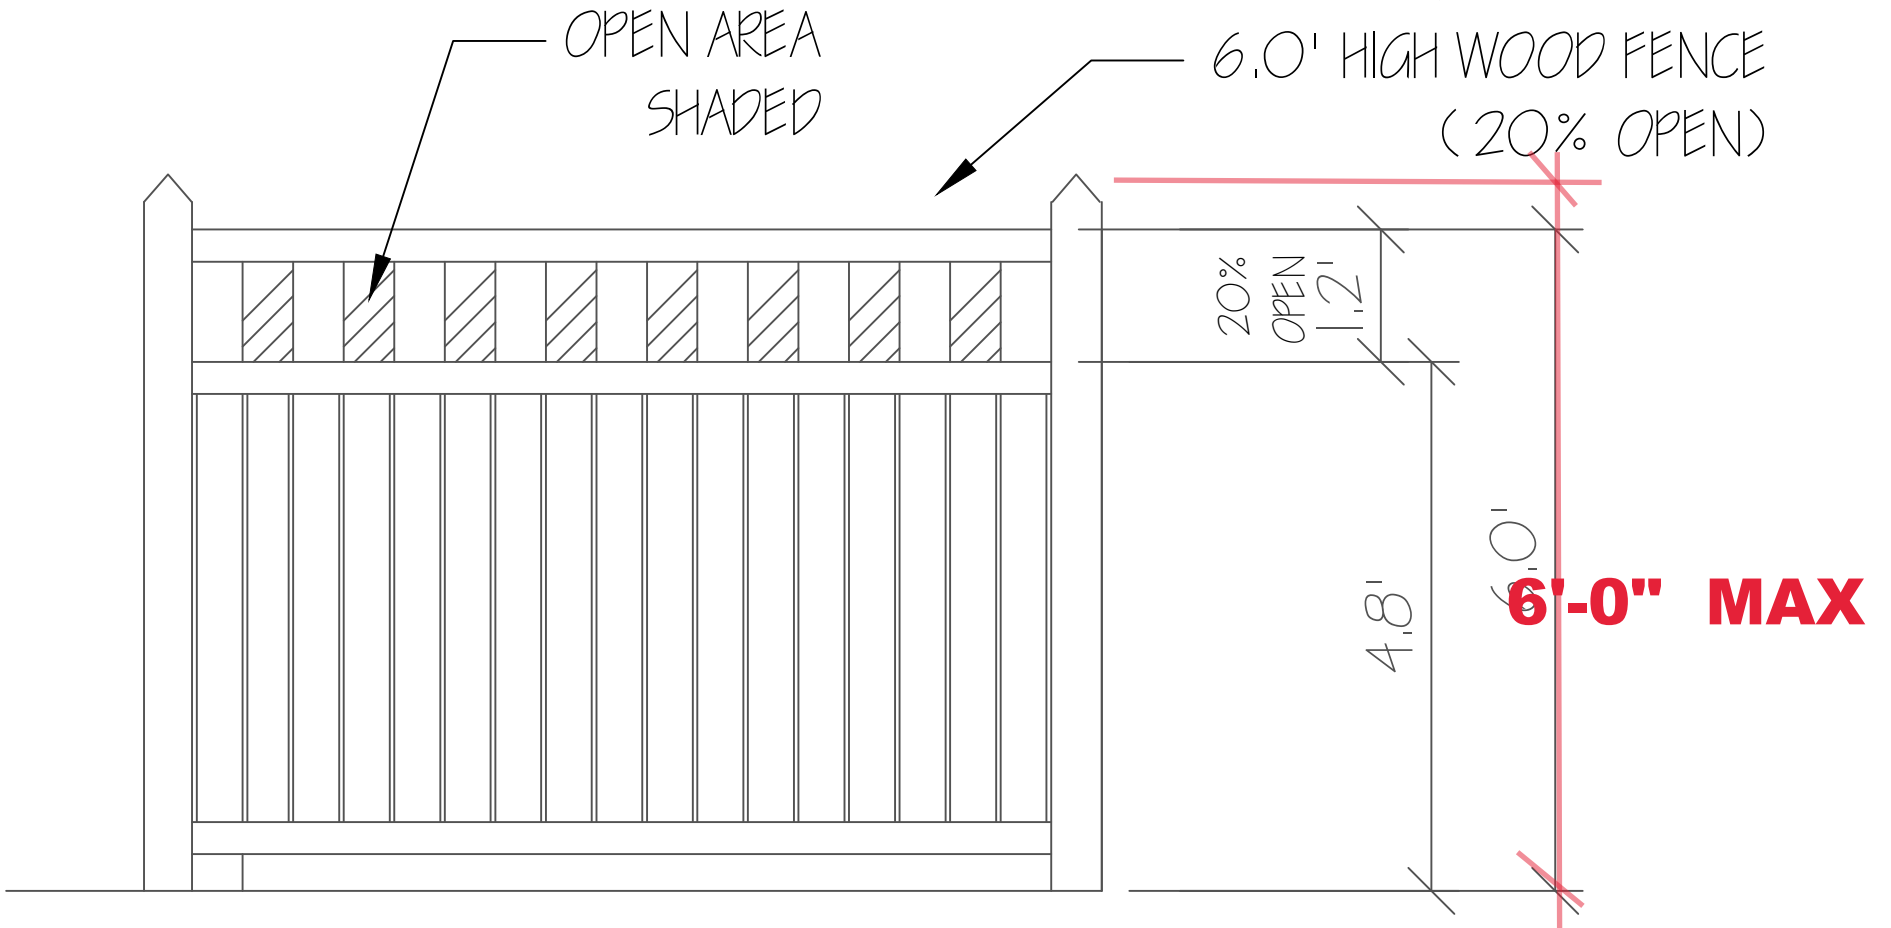 OPEN AREA
SHADED
6.0' HIGH WOOD FENCE
(20% OPEN)
20%
OPEN
1.2'
4.8'
6.0'
6'-0" MAX